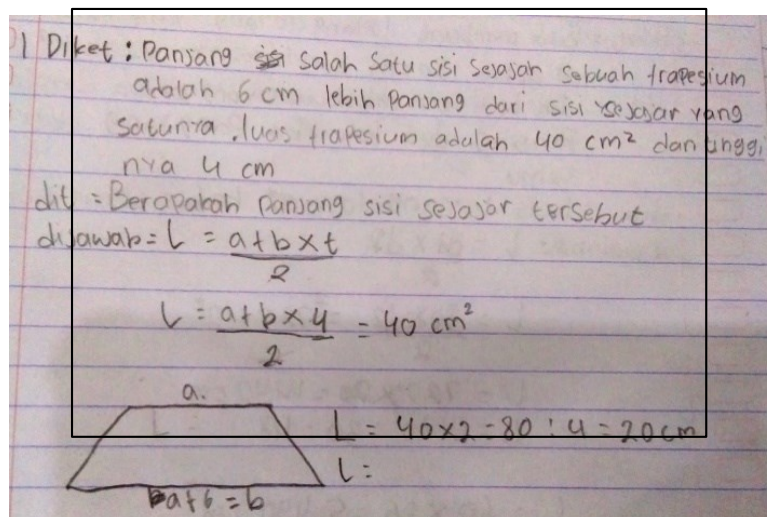 1 Diket : Panjang salah satu sisi sejajar sebuah trapesium
adalah 6 cm lebih panjang dari sisi sejajar yang
satunya . luas trapesium adalah 40 cm² dan tinggi
nya 4 cm
dit = Berapakah panjang sisi sejajar tersebut
dijawab = L = a+b×t
2
L = a+b×4 = 40 cm²
2
a.
L = 40×2=80 : 4 = 20 cm
L =
a+6 = b